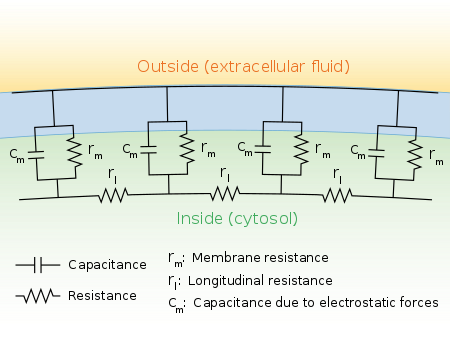 Outside (extracellular fluid)
cm rm cm rm cm rm cm rm
rl rl rl
Inside (cytosol)
Capacitance
Resistance
rm: Membrane resistance
rl: Longitudinal resistance
cm: Capacitance due to electrostatic forces